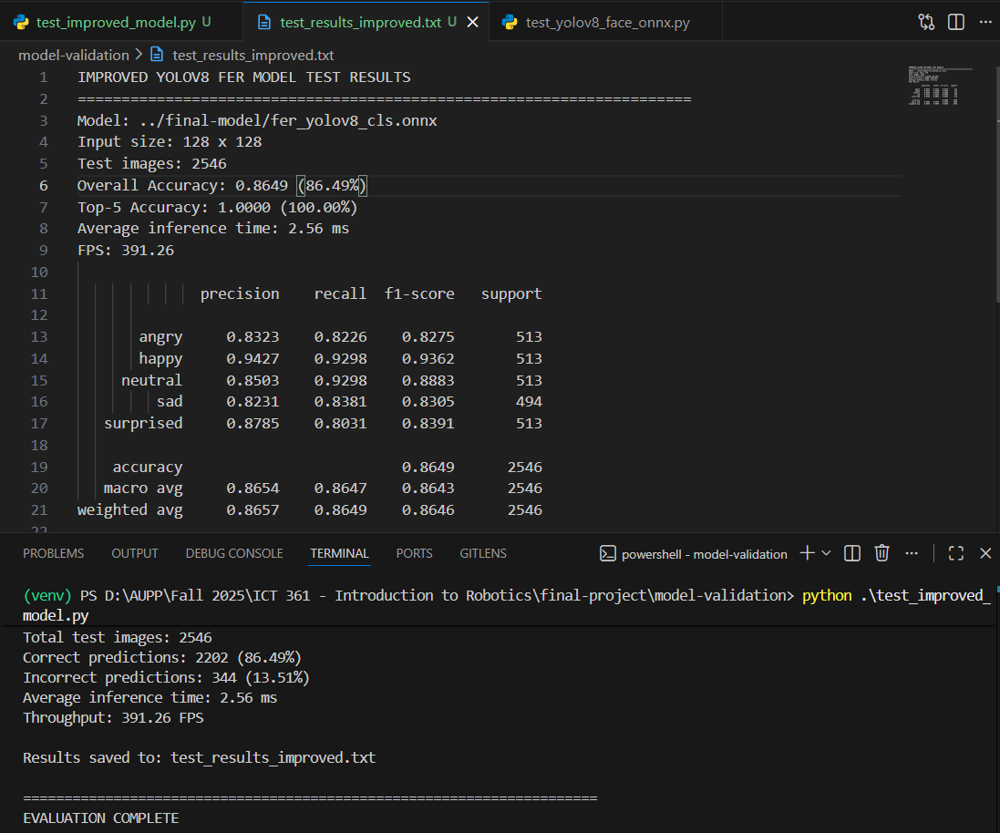 test_improved_model.py U
test_results_improved.txt U
test_yolov8_face_onnx.py
model-validation > test_results_improved.txt
1 IMPROVED YOLOV8 FER MODEL TEST RESULTS
2 ======================================================================
3 Model: ../final-model/fer_yolov8_cls.onnx
4 Input size: 128 x 128
5 Test images: 2546
6 Overall Accuracy: 0.8649 (86.49%)
7 Top-5 Accuracy: 1.0000 (100.00%)
8 Average inference time: 2.56 ms
9 FPS: 391.26
10
11 precision recall f1-score support
12
13 angry 0.8323 0.8226 0.8275 513
14 happy 0.9427 0.9298 0.9362 513
15 neutral 0.8503 0.9298 0.8883 513
16 sad 0.8231 0.8381 0.8305 494
17 surprised 0.8785 0.8031 0.8391 513
18
19 accuracy 0.8649 2546
20 macro avg 0.8654 0.8647 0.8643 2546
21 weighted avg 0.8657 0.8649 0.8646 2546
22
PROBLEMS OUTPUT DEBUG CONSOLE TERMINAL PORTS GITLENS powershell - model-validation
(venv) PS D:\AUPP\Fall 2025\ICT 361 - Introduction to Robotics\final-project\model-validation> python .\test_improved_
model.py
Total test images: 2546
Correct predictions: 2202 (86.49%)
Incorrect predictions: 344 (13.51%)
Average inference time: 2.56 ms
Throughput: 391.26 FPS
Results saved to: test_results_improved.txt
======================================================================
EVALUATION COMPLETE